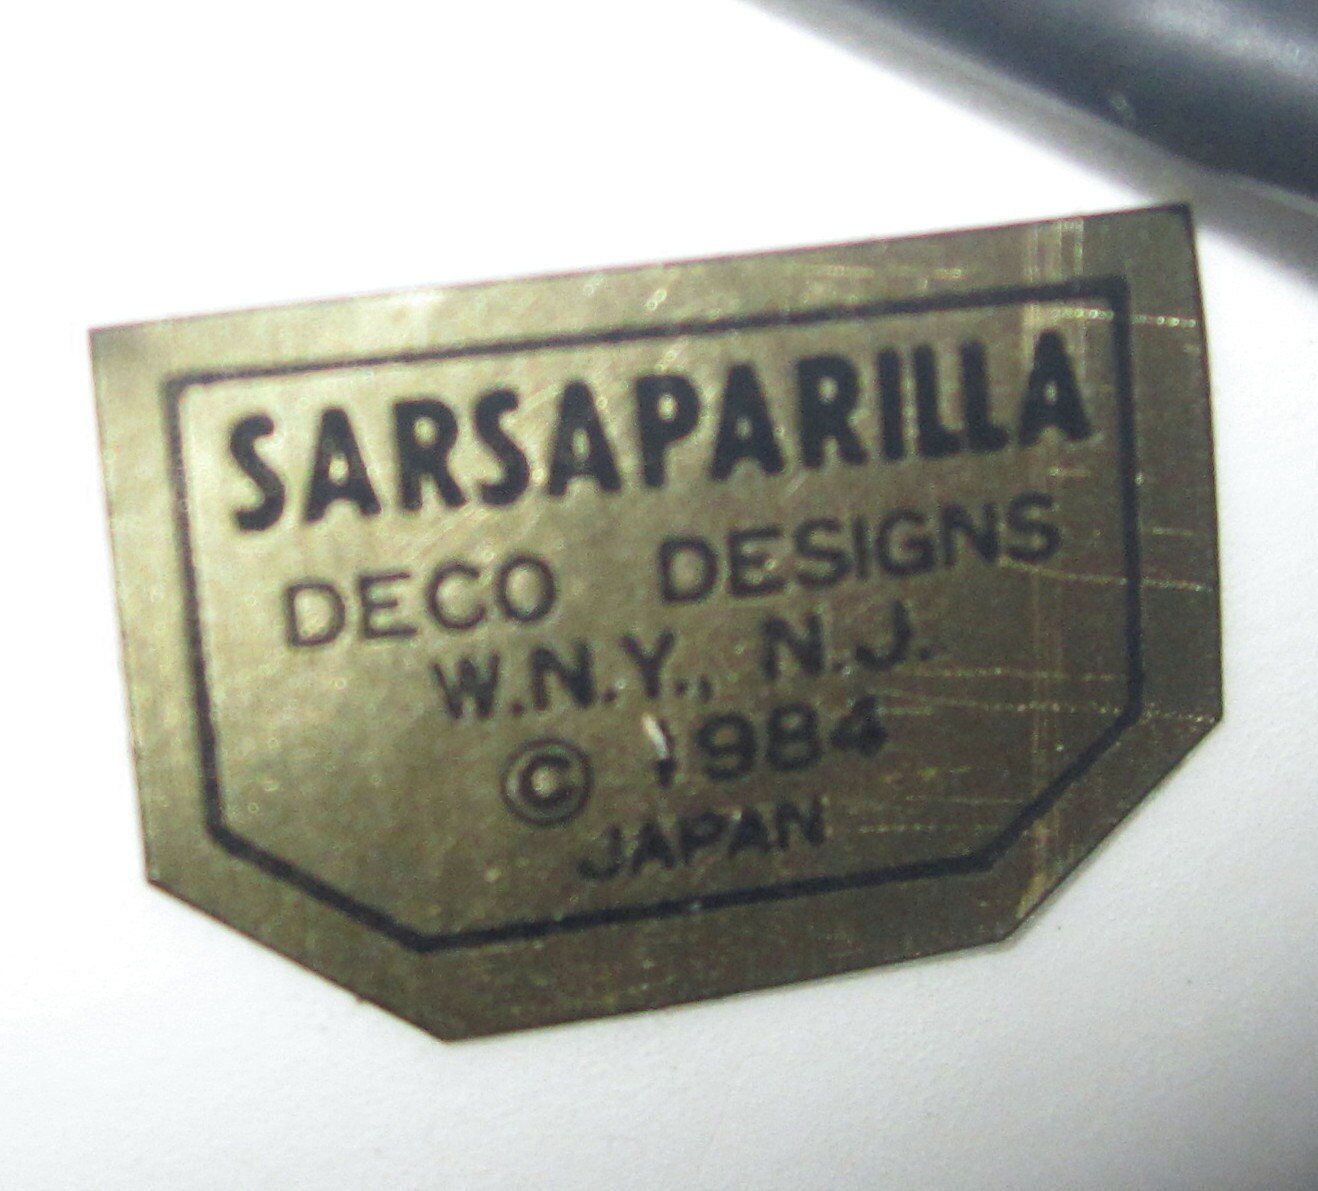 SARSAPARILLA
DECO DESIGNS
W.N.Y., N.J.
© 1984
JAPAN